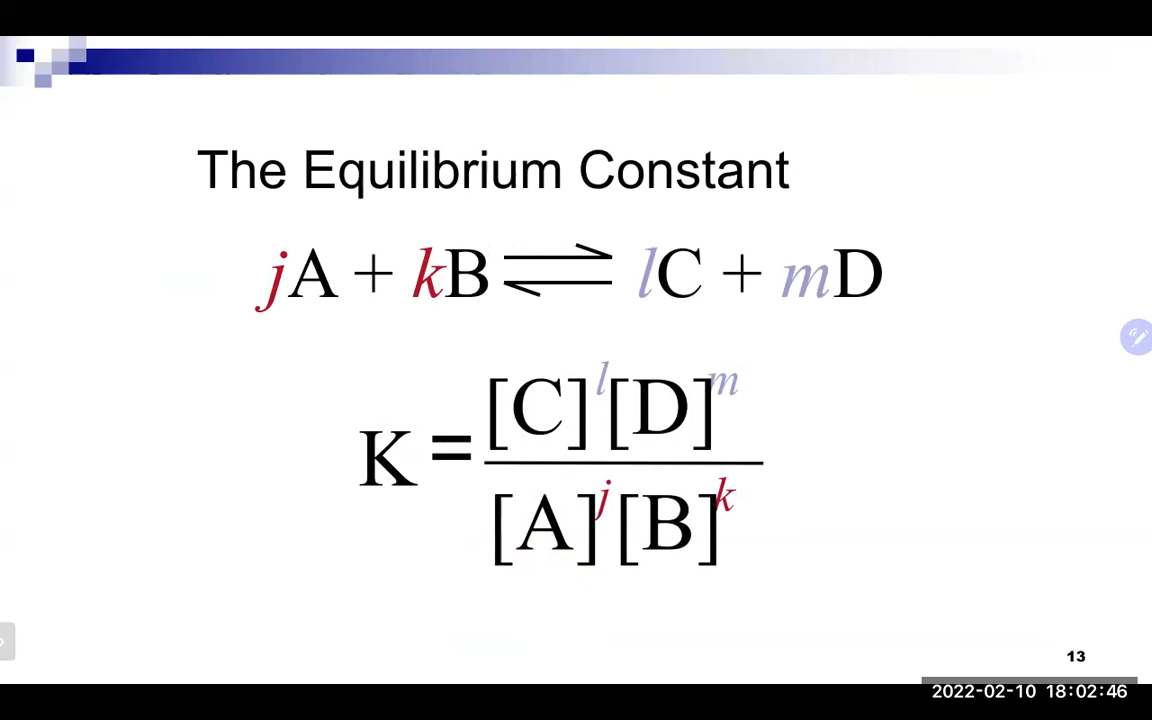 The Equilibrium Constant
jA + kB ⇌ lC + mD
K = [C]^l [D]^m / [A]^j [B]^k
13
2022-02-10 18:02:46